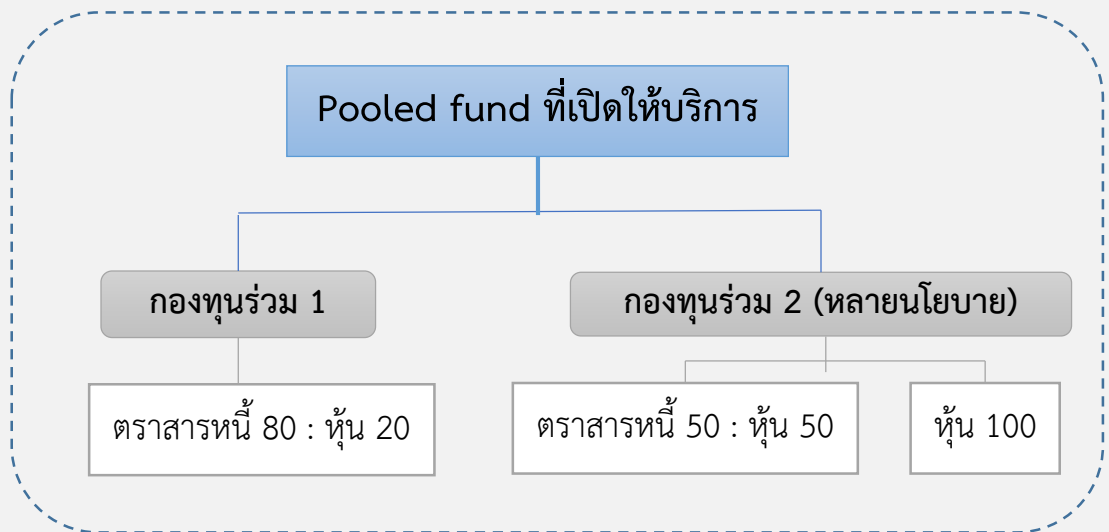 Pooled fund ที่เปิดให้บริการ
กองทุนร่วม 1
กองทุนร่วม 2 (หลายนโยบาย)
ตราสารหนี้ 80 : หุ้น 20
ตราสารหนี้ 50 : หุ้น 50
หุ้น 100